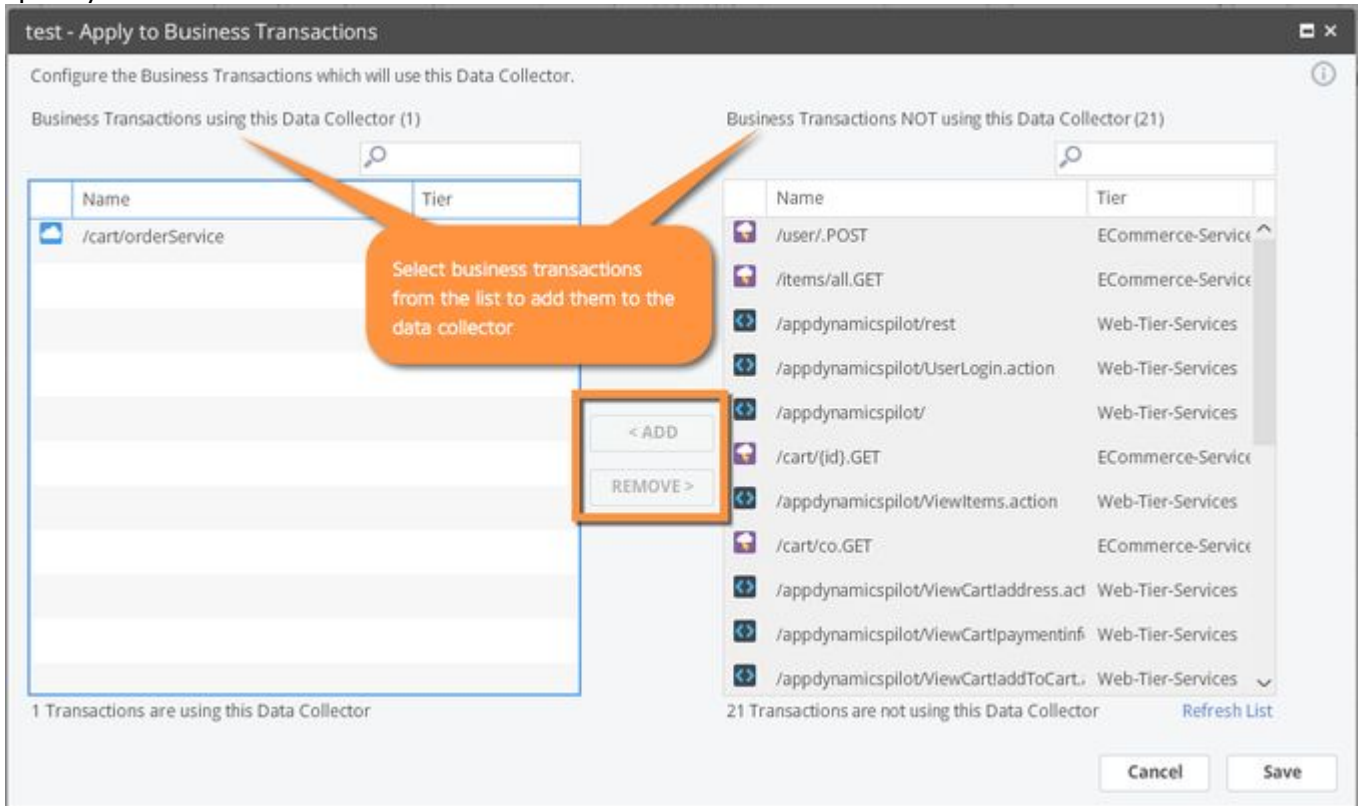 test - Apply to Business Transactions
Configure the Business Transactions which will use this Data Collector.
Business Transactions using this Data Collector (1)
Name Tier
/cart/orderService
Select business transactions
from the list to add them to the
data collector
1 Transactions are using this Data Collector
< ADD
REMOVE >
Business Transactions NOT using this Data Collector (21)
Name Tier
/user/.POST ECommerce-Service
/items/all.GET ECommerce-Service
/appdynamicspilot/rest Web-Tier-Services
/appdynamicspilot/UserLogin.action Web-Tier-Services
/appdynamicspilot/ Web-Tier-Services
/cart/{id}.GET ECommerce-Service
/appdynamicspilot/ViewItems.action Web-Tier-Services
/cart/co.GET ECommerce-Service
/appdynamicspilot/ViewCart!address.act Web-Tier-Services
/appdynamicspilot/ViewCart!paymentinf Web-Tier-Services
/appdynamicspilot/ViewCart!addToCart. Web-Tier-Services
21 Transactions are not using this Data Collector Refresh List
Cancel Save